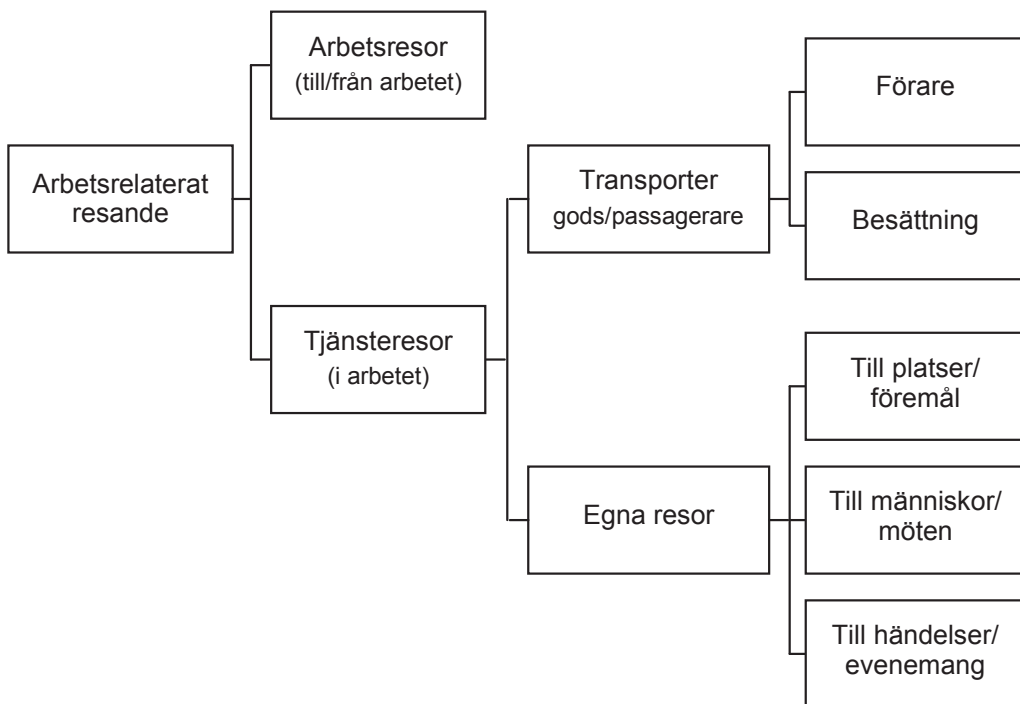 Arbetsresor
(till/från arbetet)
Förare
Arbetsrelaterat
resande
Transporter
gods/passagerare
Besättning
Tjänsteresor
(i arbetet)
Till platser/
föremål
Egna resor
Till människor/
möten
Till händelser/
evenemang